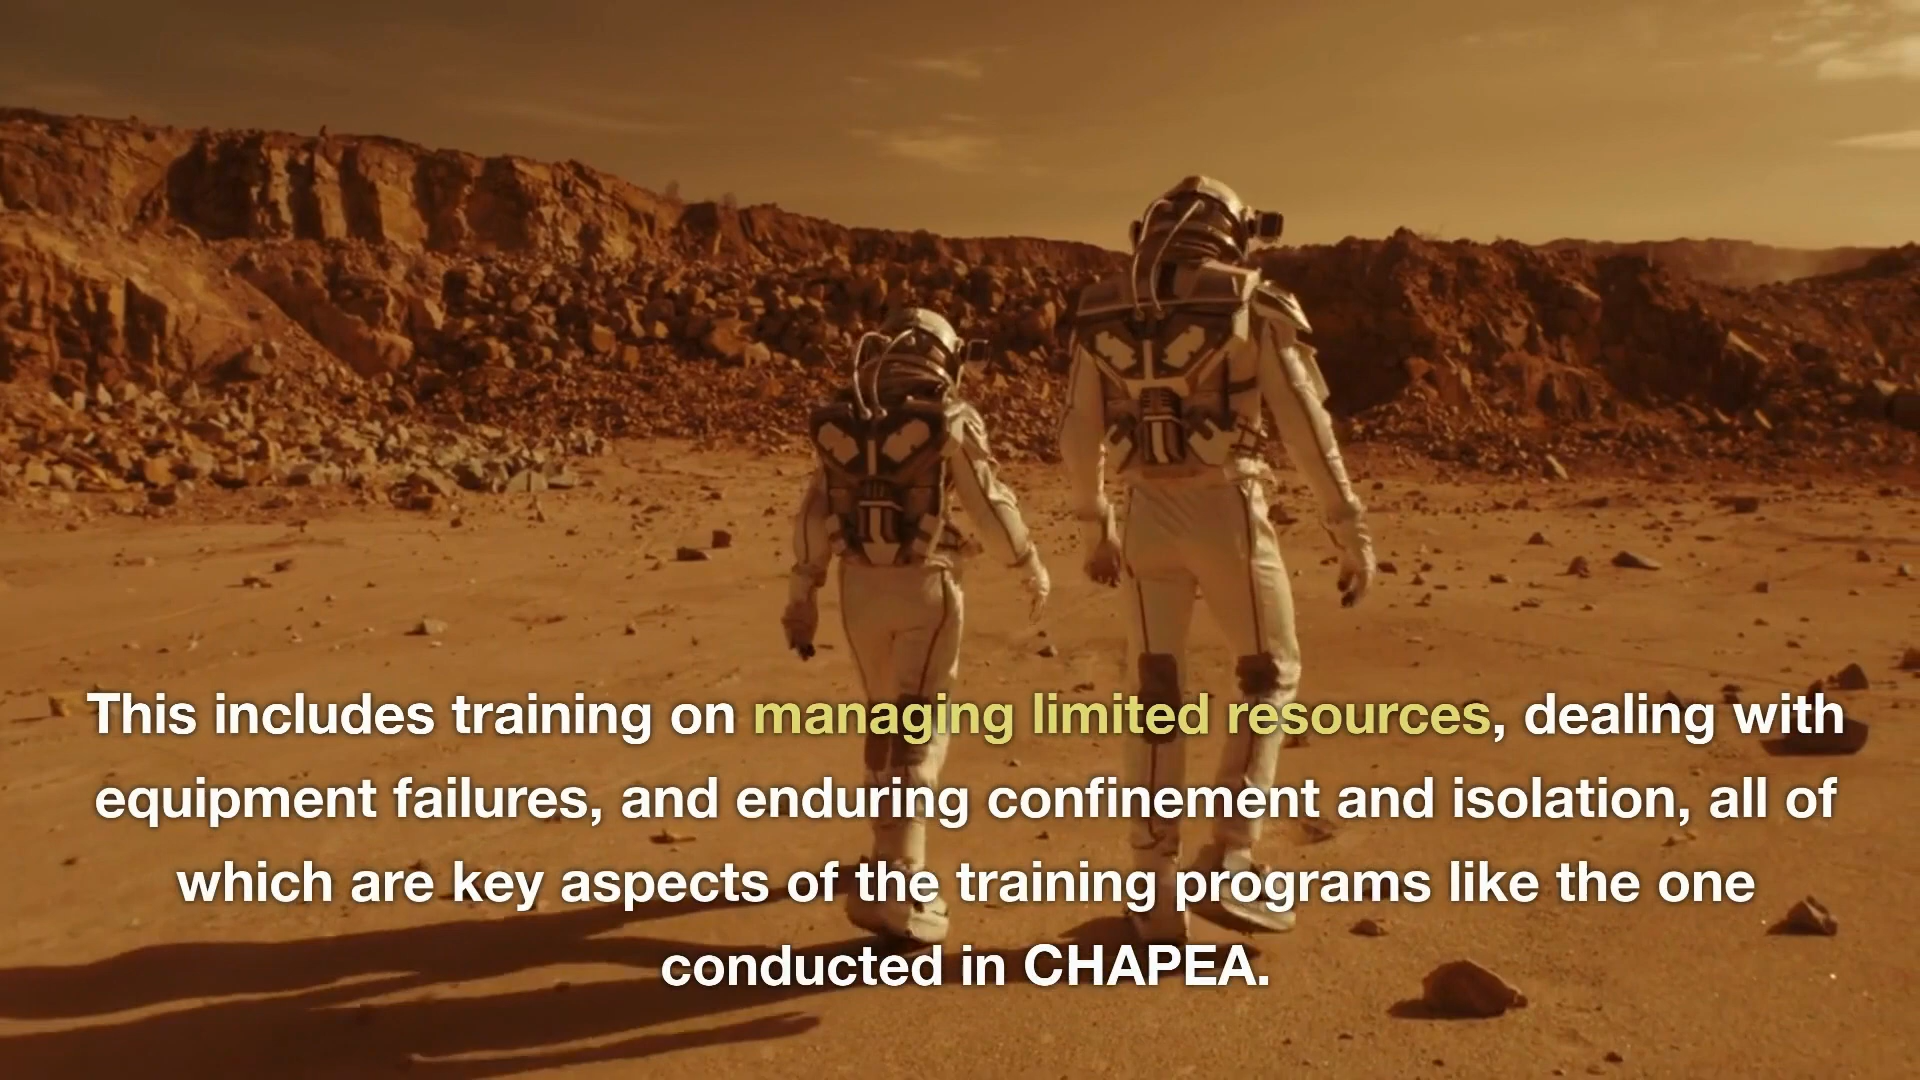 This includes training on managing limited resources, dealing with
equipment failures, and enduring confinement and isolation, all of
which are key aspects of the training programs like the one
conducted in CHAPEA.